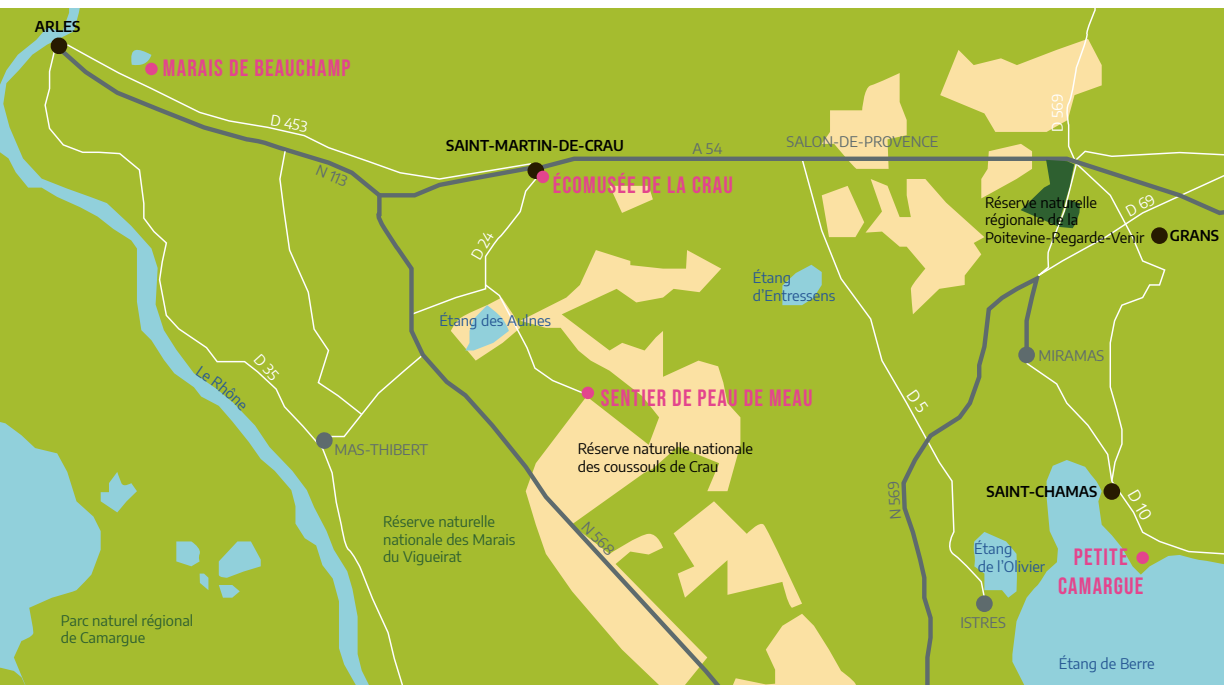 ARLES
MARAIS DE BEAUCHAMP
D 453
N 113
SAINT-MARTIN-DE-CRAU
ÉCOMUSÉE DE LA CRAU
A 54
SALON-DE-PROVENCE
D 569
Réserve naturelle
régionale de la
Poitevine-Regarde-Venir
D 69
GRANS
D 24
Étang
d'Entressens
Étang des Aulnes
MIRAMAS
D 35
Le Rhône
SENTIER DE PEAU DE MEAU
D 5
MAS-THIBERT
Réserve naturelle nationale
des coussouls de Crau
N 569
SAINT-CHAMAS
D 10
Réserve naturelle
nationale des Marais
du Vigueirat
N 568
Étang
de l'Olivier
PETITE
CAMARGUE
Parc naturel régional
de Camargue
ISTRES
Étang de Berre